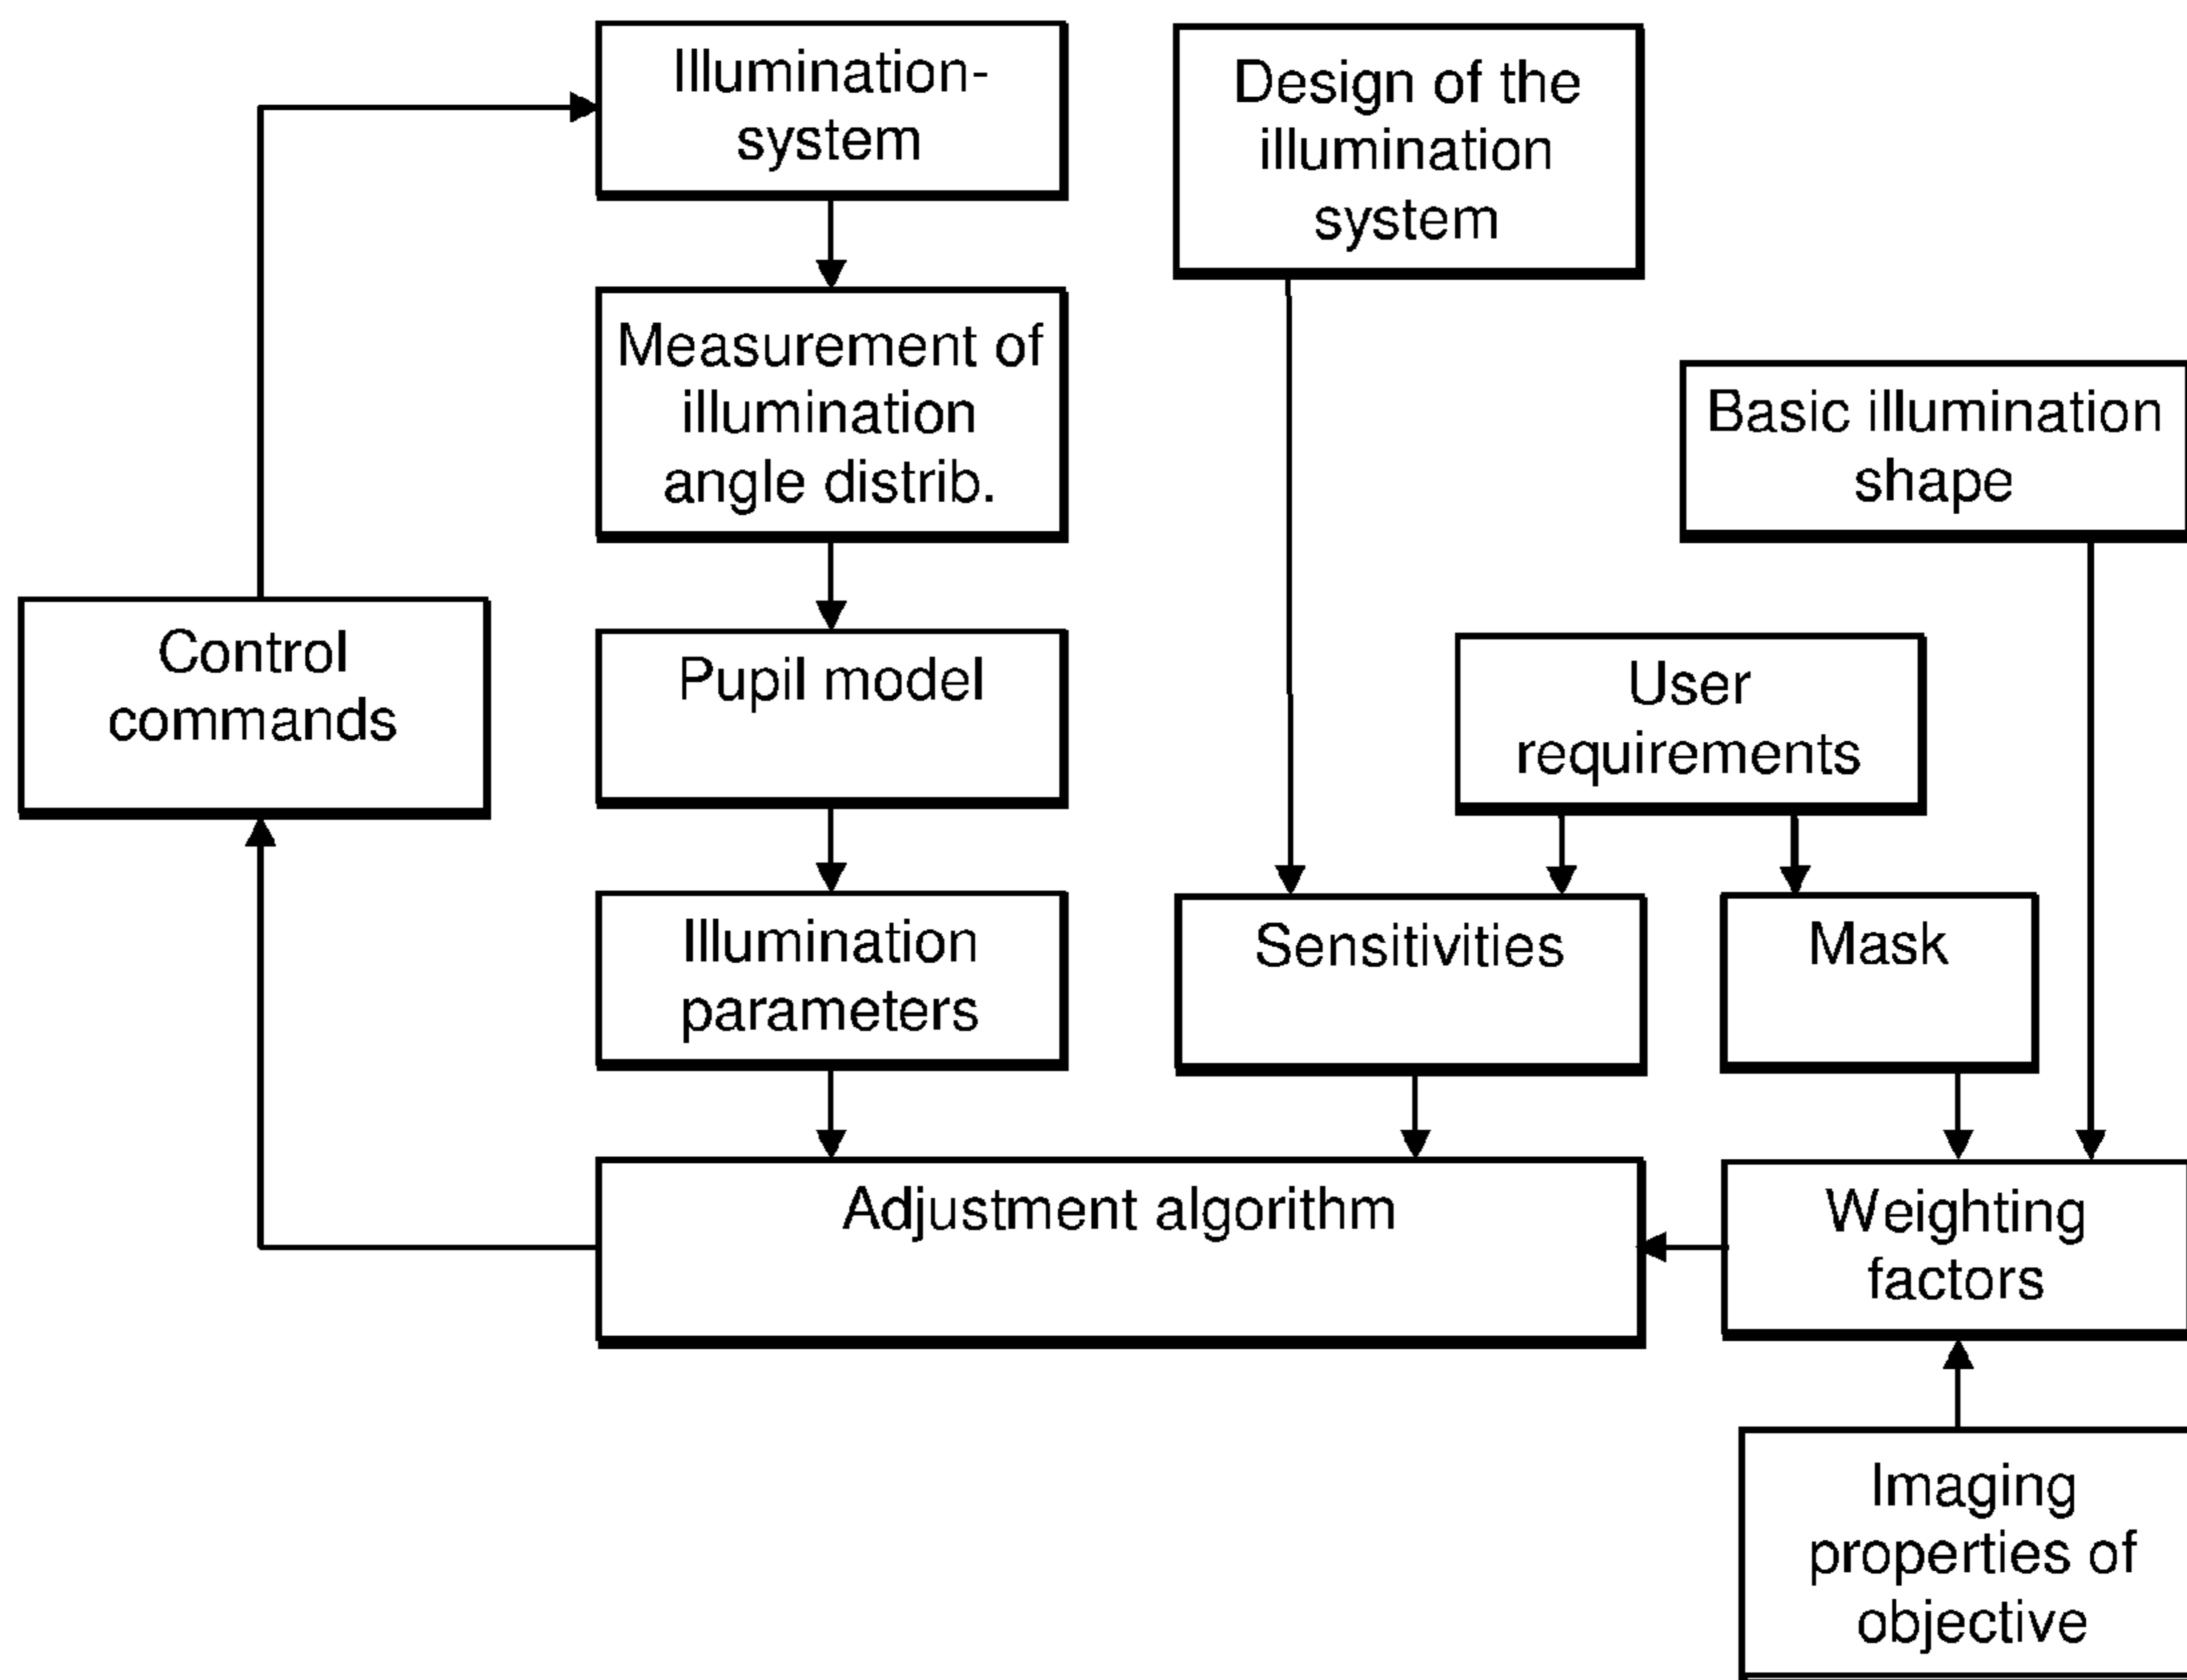 Illumination-
system
Design of the
illumination
system
Measurement of
illumination
angle distrib.
Basic illumination
shape
Control
commands
Pupil model
User
requirements
Illumination
parameters
Sensitivities
Mask
Adjustment algorithm
Weighting
factors
Imaging
properties of
objective